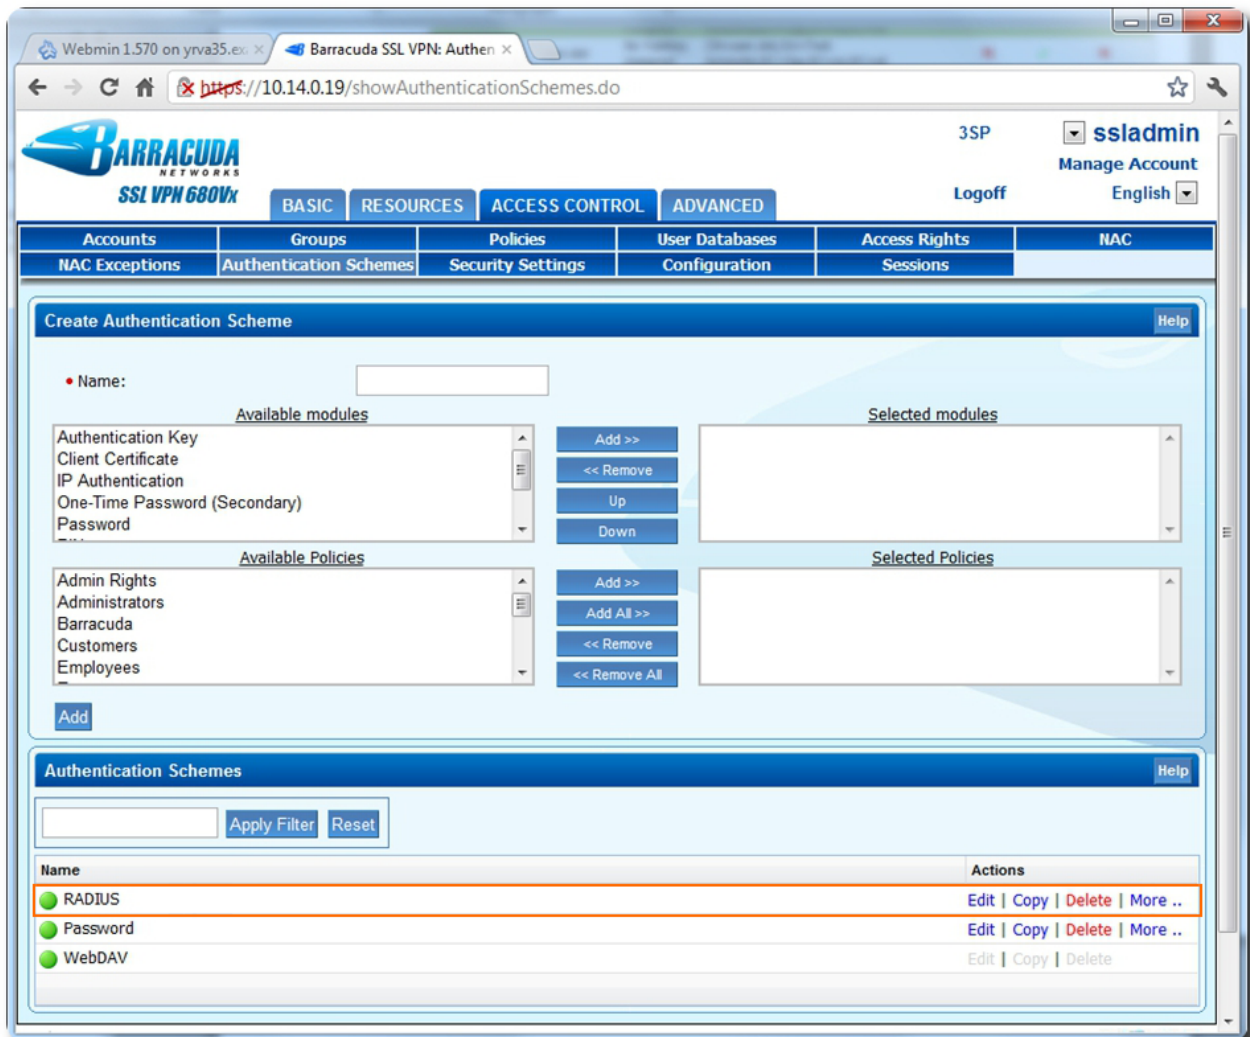 Webmin 1.570 on yrva35.ex
Barracuda SSL VPN: Authen
https://10.14.0.19/showAuthenticationSchemes.do
BARRACUDA
NETWORKS
SSL VPN 680Vx
3SP
ssladmin
Manage Account
Logoff
English
BASIC RESOURCES ACCESS CONTROL ADVANCED
Accounts Groups Policies User Databases Access Rights NAC
NAC Exceptions Authentication Schemes Security Settings Configuration Sessions
Create Authentication Scheme Help
• Name:
Available modules Selected modules
Authentication Key
Client Certificate
IP Authentication
One-Time Password (Secondary)
Password
Add >>
<< Remove
Up
Down
Available Policies Selected Policies
Admin Rights
Administrators
Barracuda
Customers
Employees
Add >>
Add All >>
<< Remove
<< Remove All
Add
Authentication Schemes Help
Apply Filter Reset
Name Actions
RADIUS Edit | Copy | Delete | More ..
Password Edit | Copy | Delete | More ..
WebDAV Edit | Copy | Delete